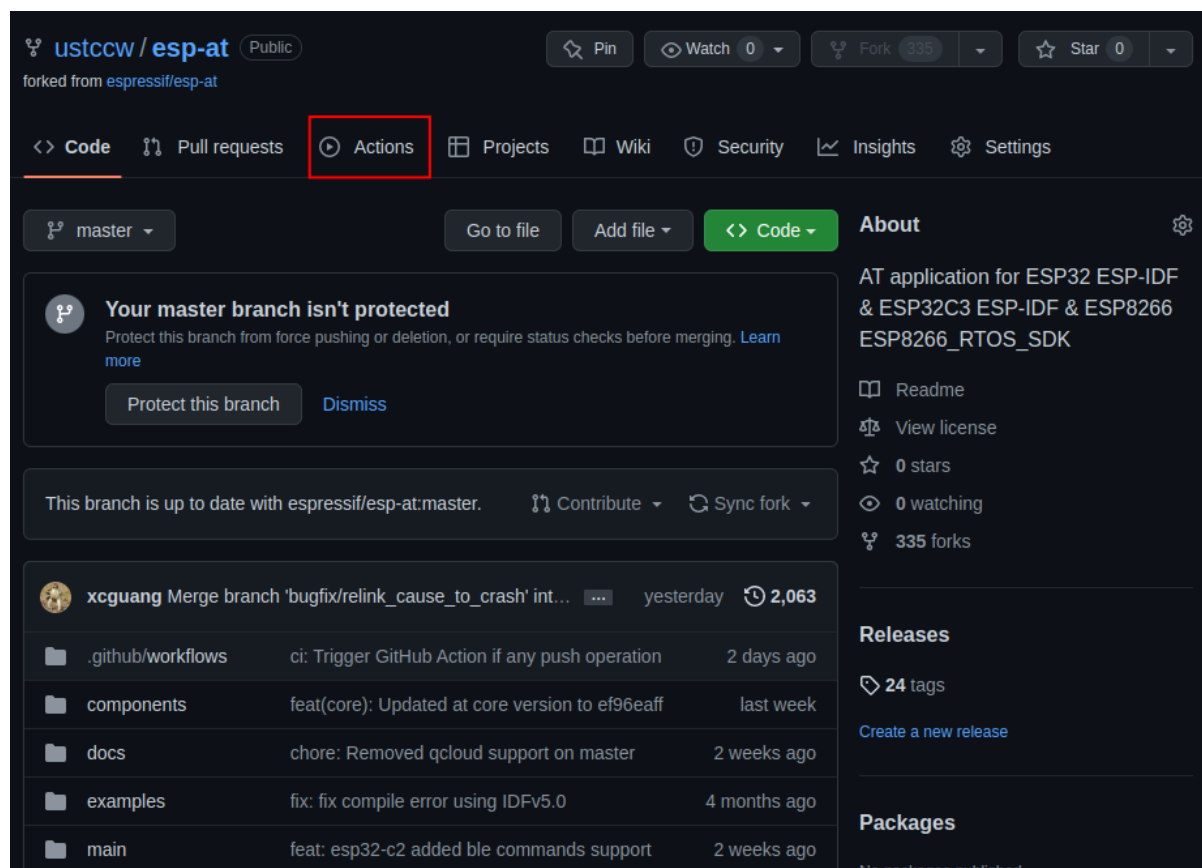 ustccw / esp-at Public
Pin
Watch 0
Fork 335
Star 0
forked from espressif/esp-at
Code
Pull requests
Actions
Projects
Wiki
Security
Insights
Settings
master
Go to file
Add file
Code
Your master branch isn't protected
Protect this branch from force pushing or deletion, or require status checks before merging. Learn
more
Protect this branch
Dismiss
This branch is up to date with espressif/esp-at:master.
Contribute
Sync fork
xcguang Merge branch 'bugfix/relink_cause_to_crash' int... ... yesterday 2,063
.github/workflows ci: Trigger GitHub Action if any push operation 2 days ago
components feat(core): Updated at core version to ef96eaff last week
docs chore: Removed qcloud support on master 2 weeks ago
examples fix: fix compile error using IDFv5.0 4 months ago
main feat: esp32-c2 added ble commands support 2 weeks ago
About
AT application for ESP32 ESP-IDF
& ESP32C3 ESP-IDF & ESP8266
ESP8266_RTOS_SDK
Readme
View license
0 stars
0 watching
335 forks
Releases
24 tags
Create a new release
Packages
No packages published